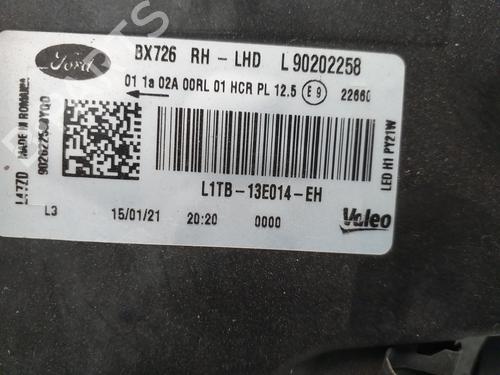 Ford
BX726 RH - LHD L 90202258
01 1a 02A 00RL 01 HCR PL 12.5 E9 22660
MADE IN ROMANIA
LED H1 PY21W
L1TB-13E014-EH
L3 15/01/21 20:20 0000
Valeo